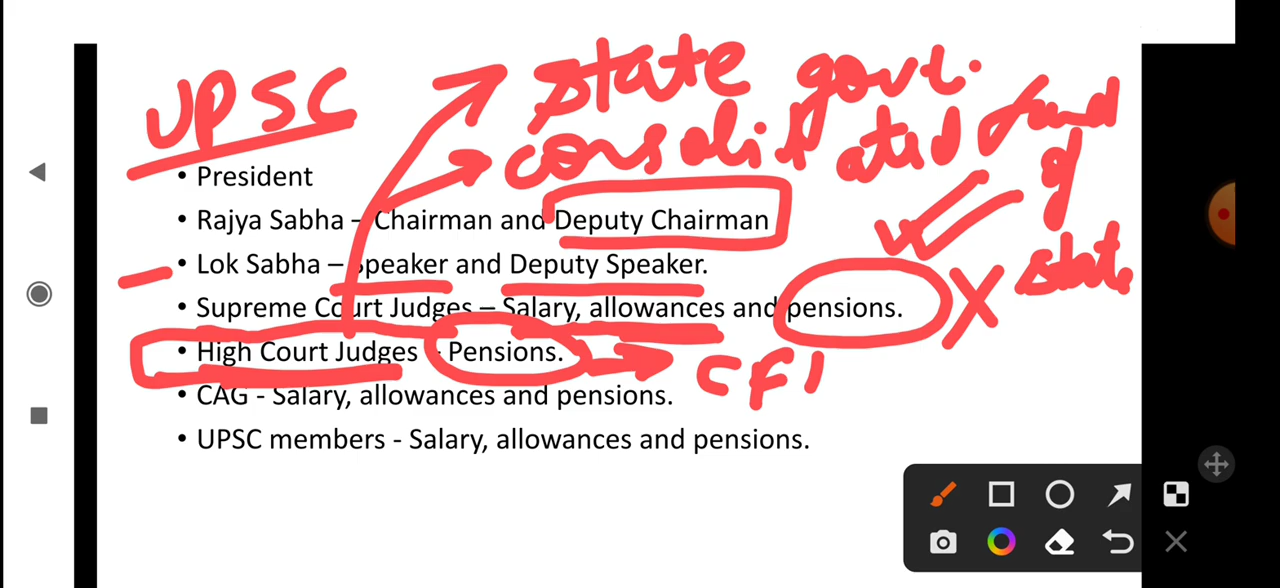 UPSC
state govt.
consolidated fund of state
• President
• Rajya Sabha – Chairman and Deputy Chairman
• Lok Sabha – Speaker and Deputy Speaker.
• Supreme Court Judges – Salary, allowances and pensions.
• High Court Judges - Pensions.
CFI
• CAG - Salary, allowances and pensions.
• UPSC members - Salary, allowances and pensions.